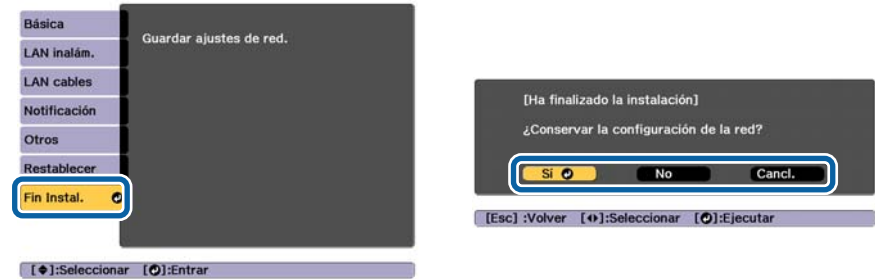 Básica
LAN inalám.
LAN cables
Notificación
Otros
Restablecer
Fin Instal.
Guardar ajustes de red.
[ ]:Seleccionar [ ]:Entrar
[Ha finalizado la instalación]
¿Conservar la configuración de la red?
Sí No Cancl.
[Esc] :Volver [ ]:Seleccionar [ ]:Ejecutar